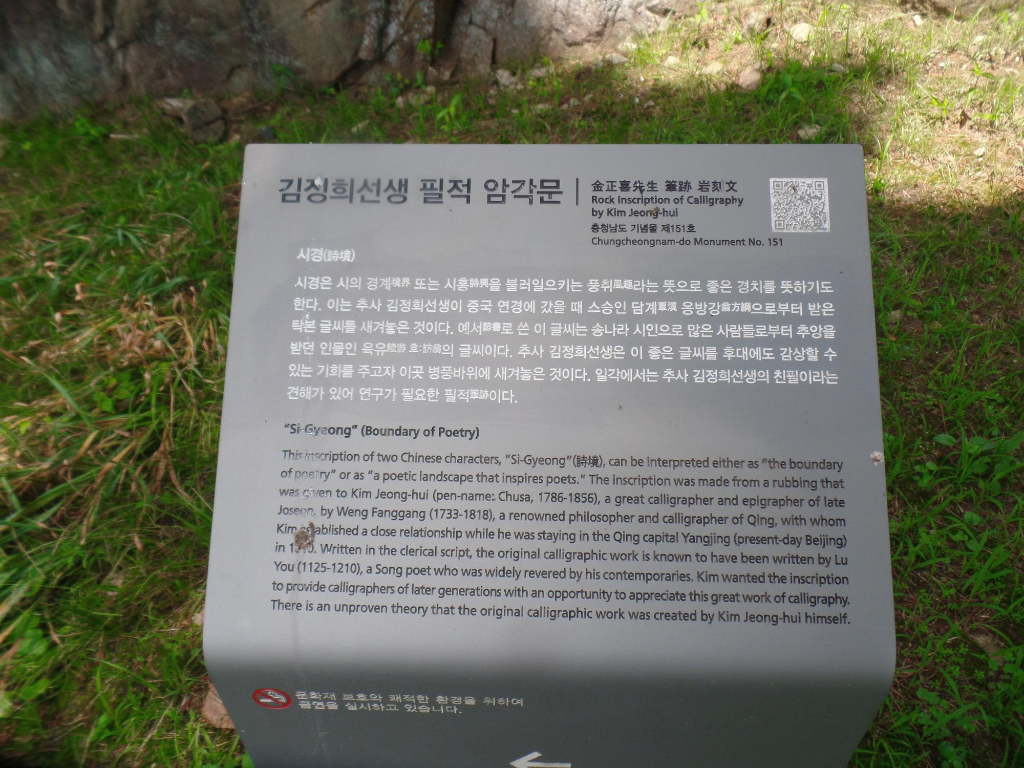 김정희선생 필적 암각문
金正喜先生 筆跡 岩刻文
Rock Inscription of Calligraphy
by Kim Jeong-hui
충청남도 기념물 제151호
Chungcheongnam-do Monument No. 151
시경(詩境)
시경은 시의 경계境界 또는 시흥詩興을 불러일으키는 풍취風趣라는 뜻으로 좋은 경치를 뜻하기도
한다. 이는 추사 김정희선생이 중국 연경에 갔을 때 스승인 담계覃溪 옹방강翁方綱으로부터 받은
탁본 글씨를 새겨놓은 것이다. 예서隸書로 쓴 이 글씨는 송나라 시인으로 많은 사람들로부터 추앙을
받던 인물인 육유陸游의 글씨이다. 추사 김정희선생은 이 좋은 글씨를 후대에도 감상할 수
있는 기회를 주고자 이곳 병풍바위에 새겨놓은 것이다. 일각에서는 추사 김정희선생의 친필이라는
견해가 있어 연구가 필요한 필적筆跡이다.
“Si-Gyeong” (Boundary of Poetry)
This inscription of two Chinese characters, “Si-Gyeong”(詩境), can be interpreted either as “the boundary
of poetry” or as “a poetic landscape that inspires poets.” The inscription was made from a rubbing that
was given to Kim Jeong-hui (pen-name: Chusa, 1786-1856), a great calligrapher and epigrapher of late
Joseon, by Weng Fanggang (1733-1818), a renowned philosopher and calligrapher of Qing, with whom
Kim established a close relationship while he was staying in the Qing capital Yangjing (present-day Beijing)
in Written in the clerical script, the original calligraphic work is known to have been written by Lu
You (1125-1210), a Song poet who was widely revered by his contemporaries. Kim wanted the inscription
to provide calligraphers of later generations with an opportunity to appreciate this great work of calligraphy.
There is an unproven theory that the original calligraphic work was created by Kim Jeong-hui himself.
문화재 보호와 쾌적한 환경을 위하여
금연을 실시하고 있습니다.